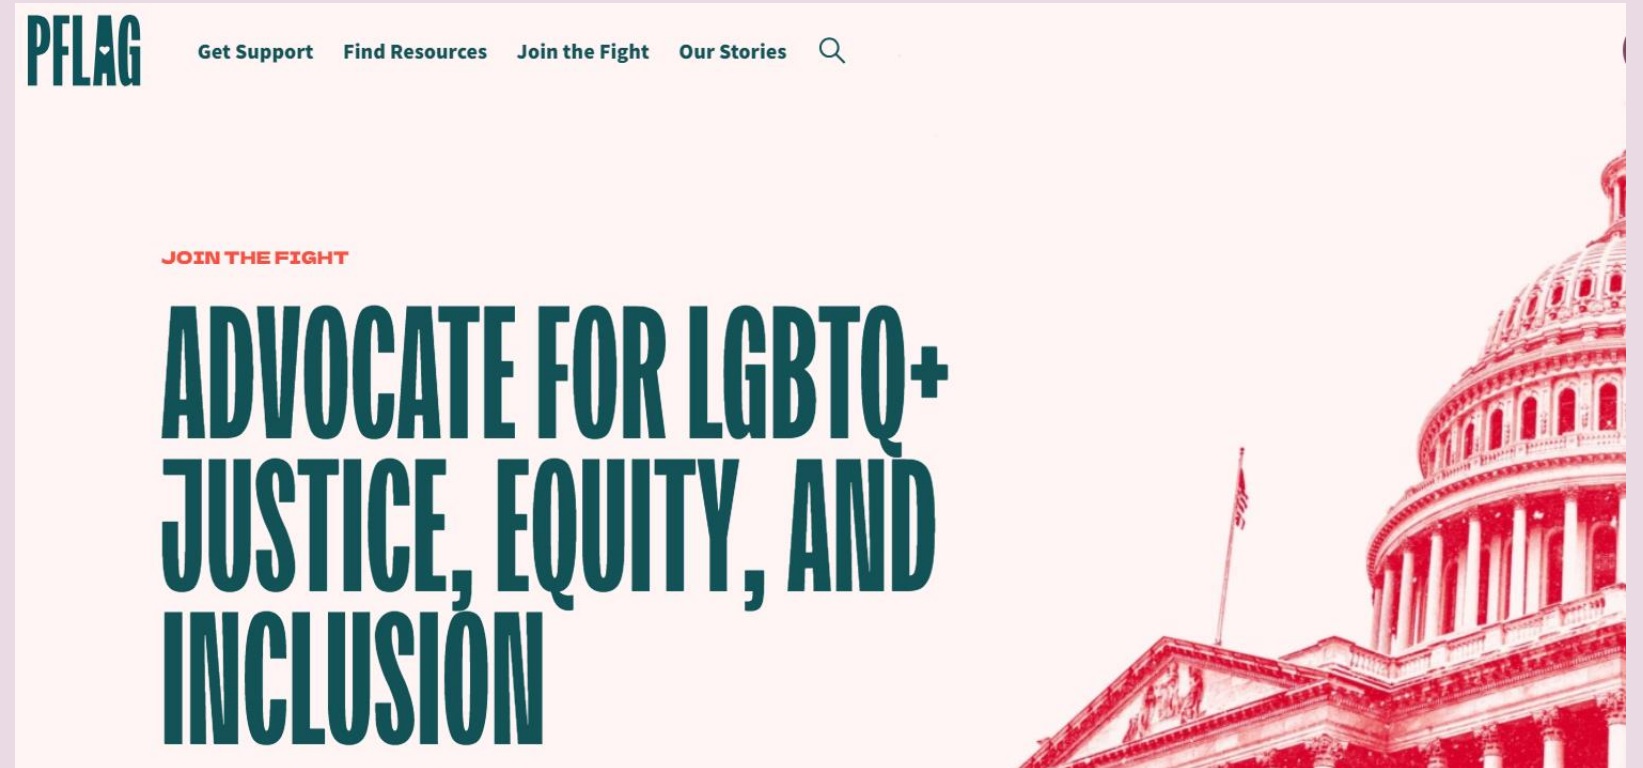 PFLAG
Get Support Find Resources Join the Fight Our Stories
JOIN THE FIGHT
ADVOCATE FOR LGBTQ+
JUSTICE, EQUITY, AND
INCLUSION